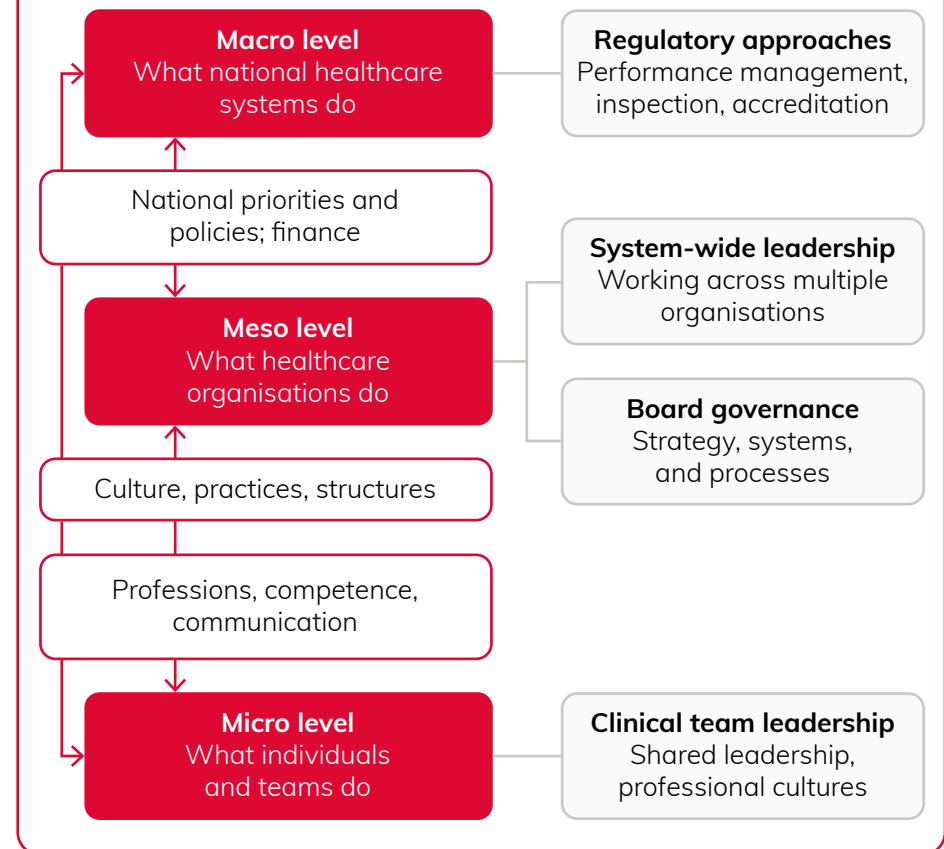 Macro level
What national healthcare
systems do
Regulatory approaches
Performance management,
inspection, accreditation
National priorities and
policies; finance
System-wide leadership
Working across multiple
organisations
Meso level
What healthcare
organisations do
Board governance
Strategy, systems,
and processes
Culture, practices, structures
Professions, competence,
communication
Micro level
What individuals
and teams do
Clinical team leadership
Shared leadership,
professional cultures